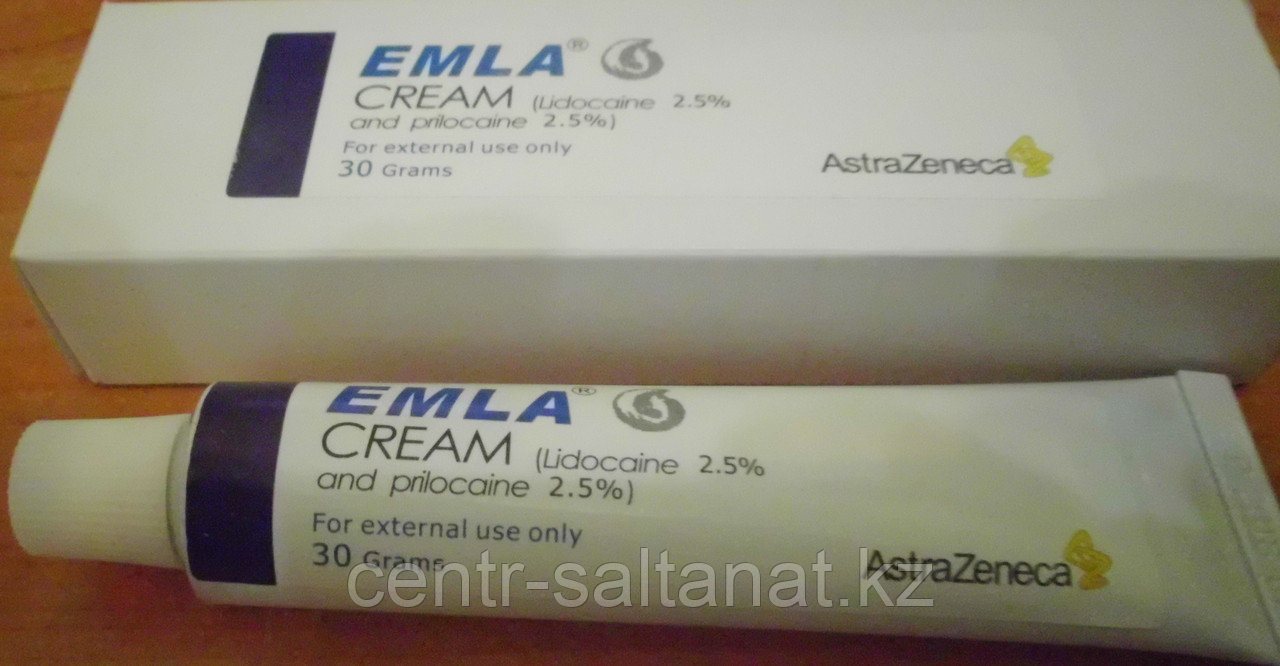 EMLA®
CREAM (Lidocaine 2.5%
and prilocaine 2.5%)
For external use only
30 Grams
AstraZeneca
EMLA®
CREAM (Lidocaine 2.5%
and prilocaine 2.5%)
For external use only
30 Grams
AstraZeneca
centr-saltanat.kz